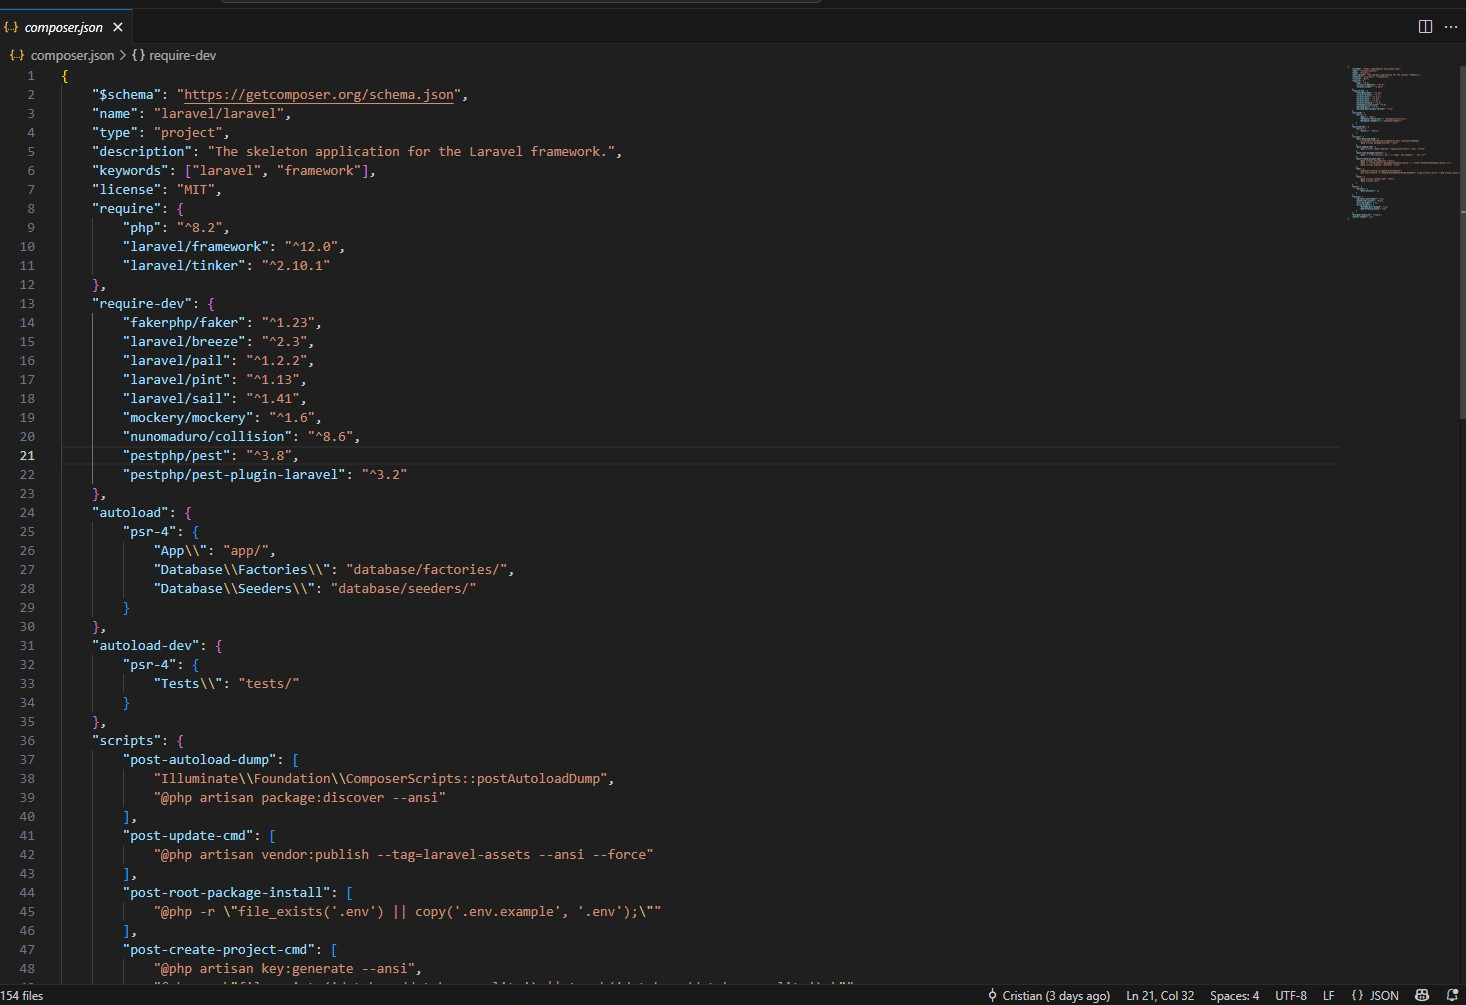 composer.json
composer.json > {} require-dev
1 {
2 "$schema": "https://getcomposer.org/schema.json",
3 "name": "laravel/laravel",
4 "type": "project",
5 "description": "The skeleton application for the Laravel framework.",
6 "keywords": ["laravel", "framework"],
7 "license": "MIT",
8 "require": {
9 "php": "^8.2",
10 "laravel/framework": "^12.0",
11 "laravel/tinker": "^2.10.1"
12 },
13 "require-dev": {
14 "fakerphp/faker": "^1.23",
15 "laravel/breeze": "^2.3",
16 "laravel/pail": "^1.2.2",
17 "laravel/pint": "^1.13",
18 "laravel/sail": "^1.41",
19 "mockery/mockery": "^1.6",
20 "nunomaduro/collision": "^8.6",
21 "pestphp/pest": "^3.8",
22 "pestphp/pest-plugin-laravel": "^3.2"
23 },
24 "autoload": {
25 "psr-4": {
26 "App\\": "app/",
27 "Database\\Factories\\": "database/factories/",
28 "Database\\Seeders\\": "database/seeders/"
29 }
30 },
31 "autoload-dev": {
32 "psr-4": {
33 "Tests\\": "tests/"
34 }
35 },
36 "scripts": {
37 "post-autoload-dump": [
38 "Illuminate\\Foundation\\ComposerScripts::postAutoloadDump",
39 "@php artisan package:discover --ansi"
40 ],
41 "post-update-cmd": [
42 "@php artisan vendor:publish --tag=laravel-assets --ansi --force"
43 ],
44 "post-root-package-install": [
45 "@php -r \"file_exists('.env') || copy('.env.example', '.env');\""
46 ],
47 "post-create-project-cmd": [
48 "@php artisan key:generate --ansi",
154 files Cristian (3 days ago) Ln 21, Col 32 Spaces: 4 UTF-8 LF {} JSON